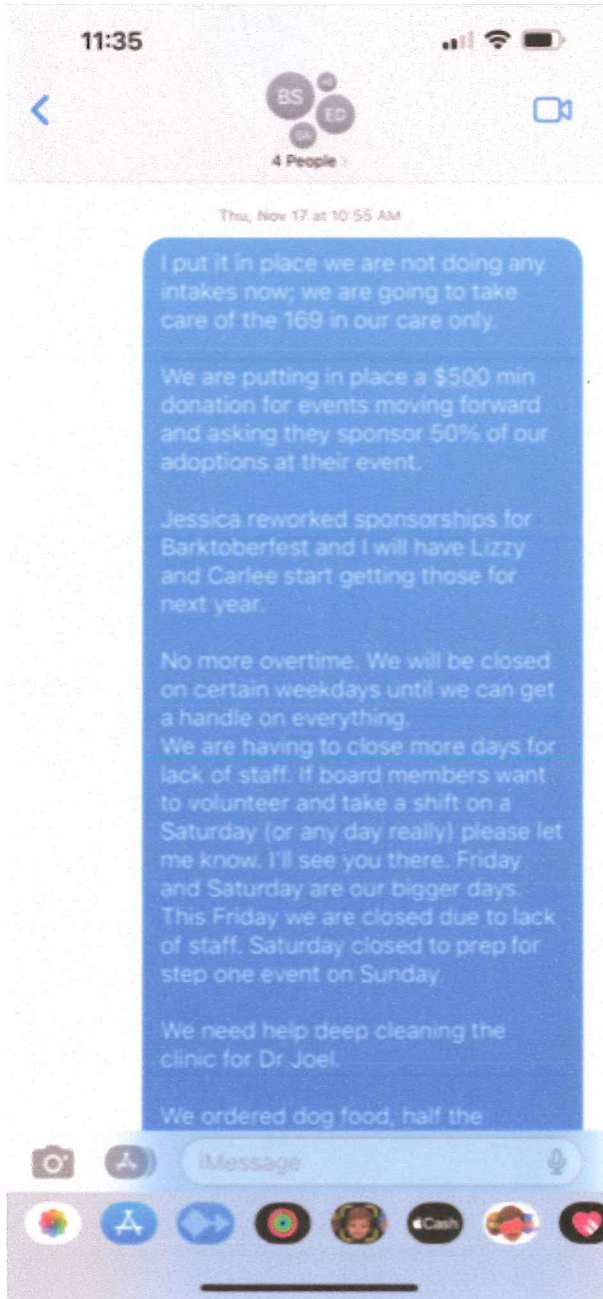 11:35
BS
ED
4 People
Thu, Nov 17 at 10:55 AM
I put it in place we are not doing any
intakes now; we are going to take
care of the 169 in our care only.
We are putting in place a $500 min
donation for events moving forward
and asking they sponsor 50% of our
adoptions at their event.
Jessica reworked sponsorships for
Barktoberfest and I will have Lizzy
and Carlee start getting those for
next year.
No more overtime. We will be closed
on certain weekdays until we can get
a handle on everything.
We are having to close more days for
lack of staff. If board members want
to volunteer and take a shift on a
Saturday (or any day really) please let
me know. I'll see you there. Friday
and Saturday are our bigger days.
This Friday we are closed due to lack
of staff. Saturday closed to prep for
step one event on Sunday.
We need help deep cleaning the
clinic for Dr Joel.
We ordered dog food, half the
iMessage
Cash